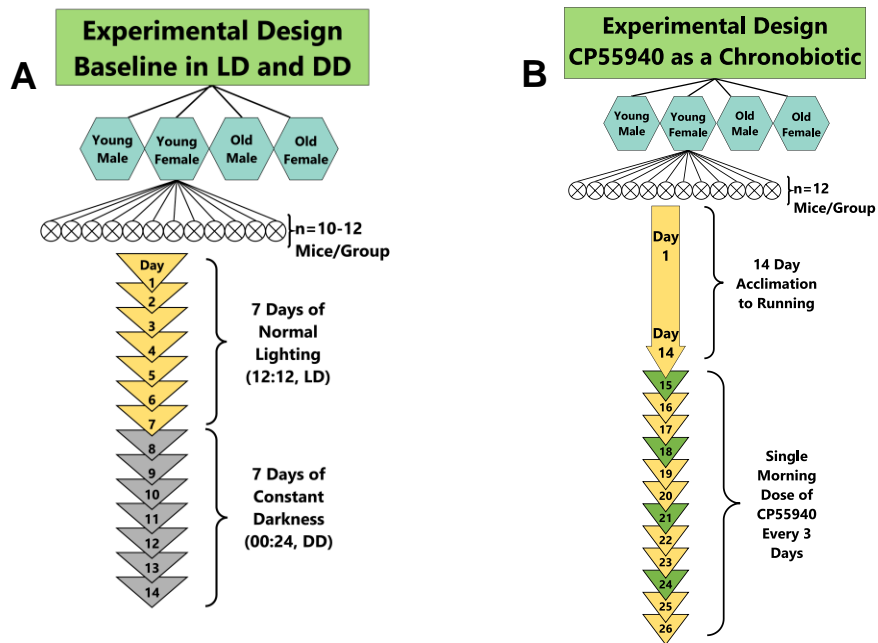 A
Experimental Design
Baseline in LD and DD
Young
Male
Young
Female
Old
Male
Old
Female
n=10-12
Mice/Group
Day
1
2
3
4
5
6
7
7 Days of
Normal
Lighting
(12:12, LD)
8
9
10
11
12
13
14
7 Days of
Constant
Darkness
(00:24, DD)
B
Experimental Design
CP55940 as a Chronobiotic
Young
Male
Young
Female
Old
Male
Old
Female
n=12
Mice/Group
Day
1
Day
14
14 Day
Acclimation
to Running
15
16
17
18
19
20
21
22
23
24
25
26
Single
Morning
Dose of
CP55940
Every 3
Days